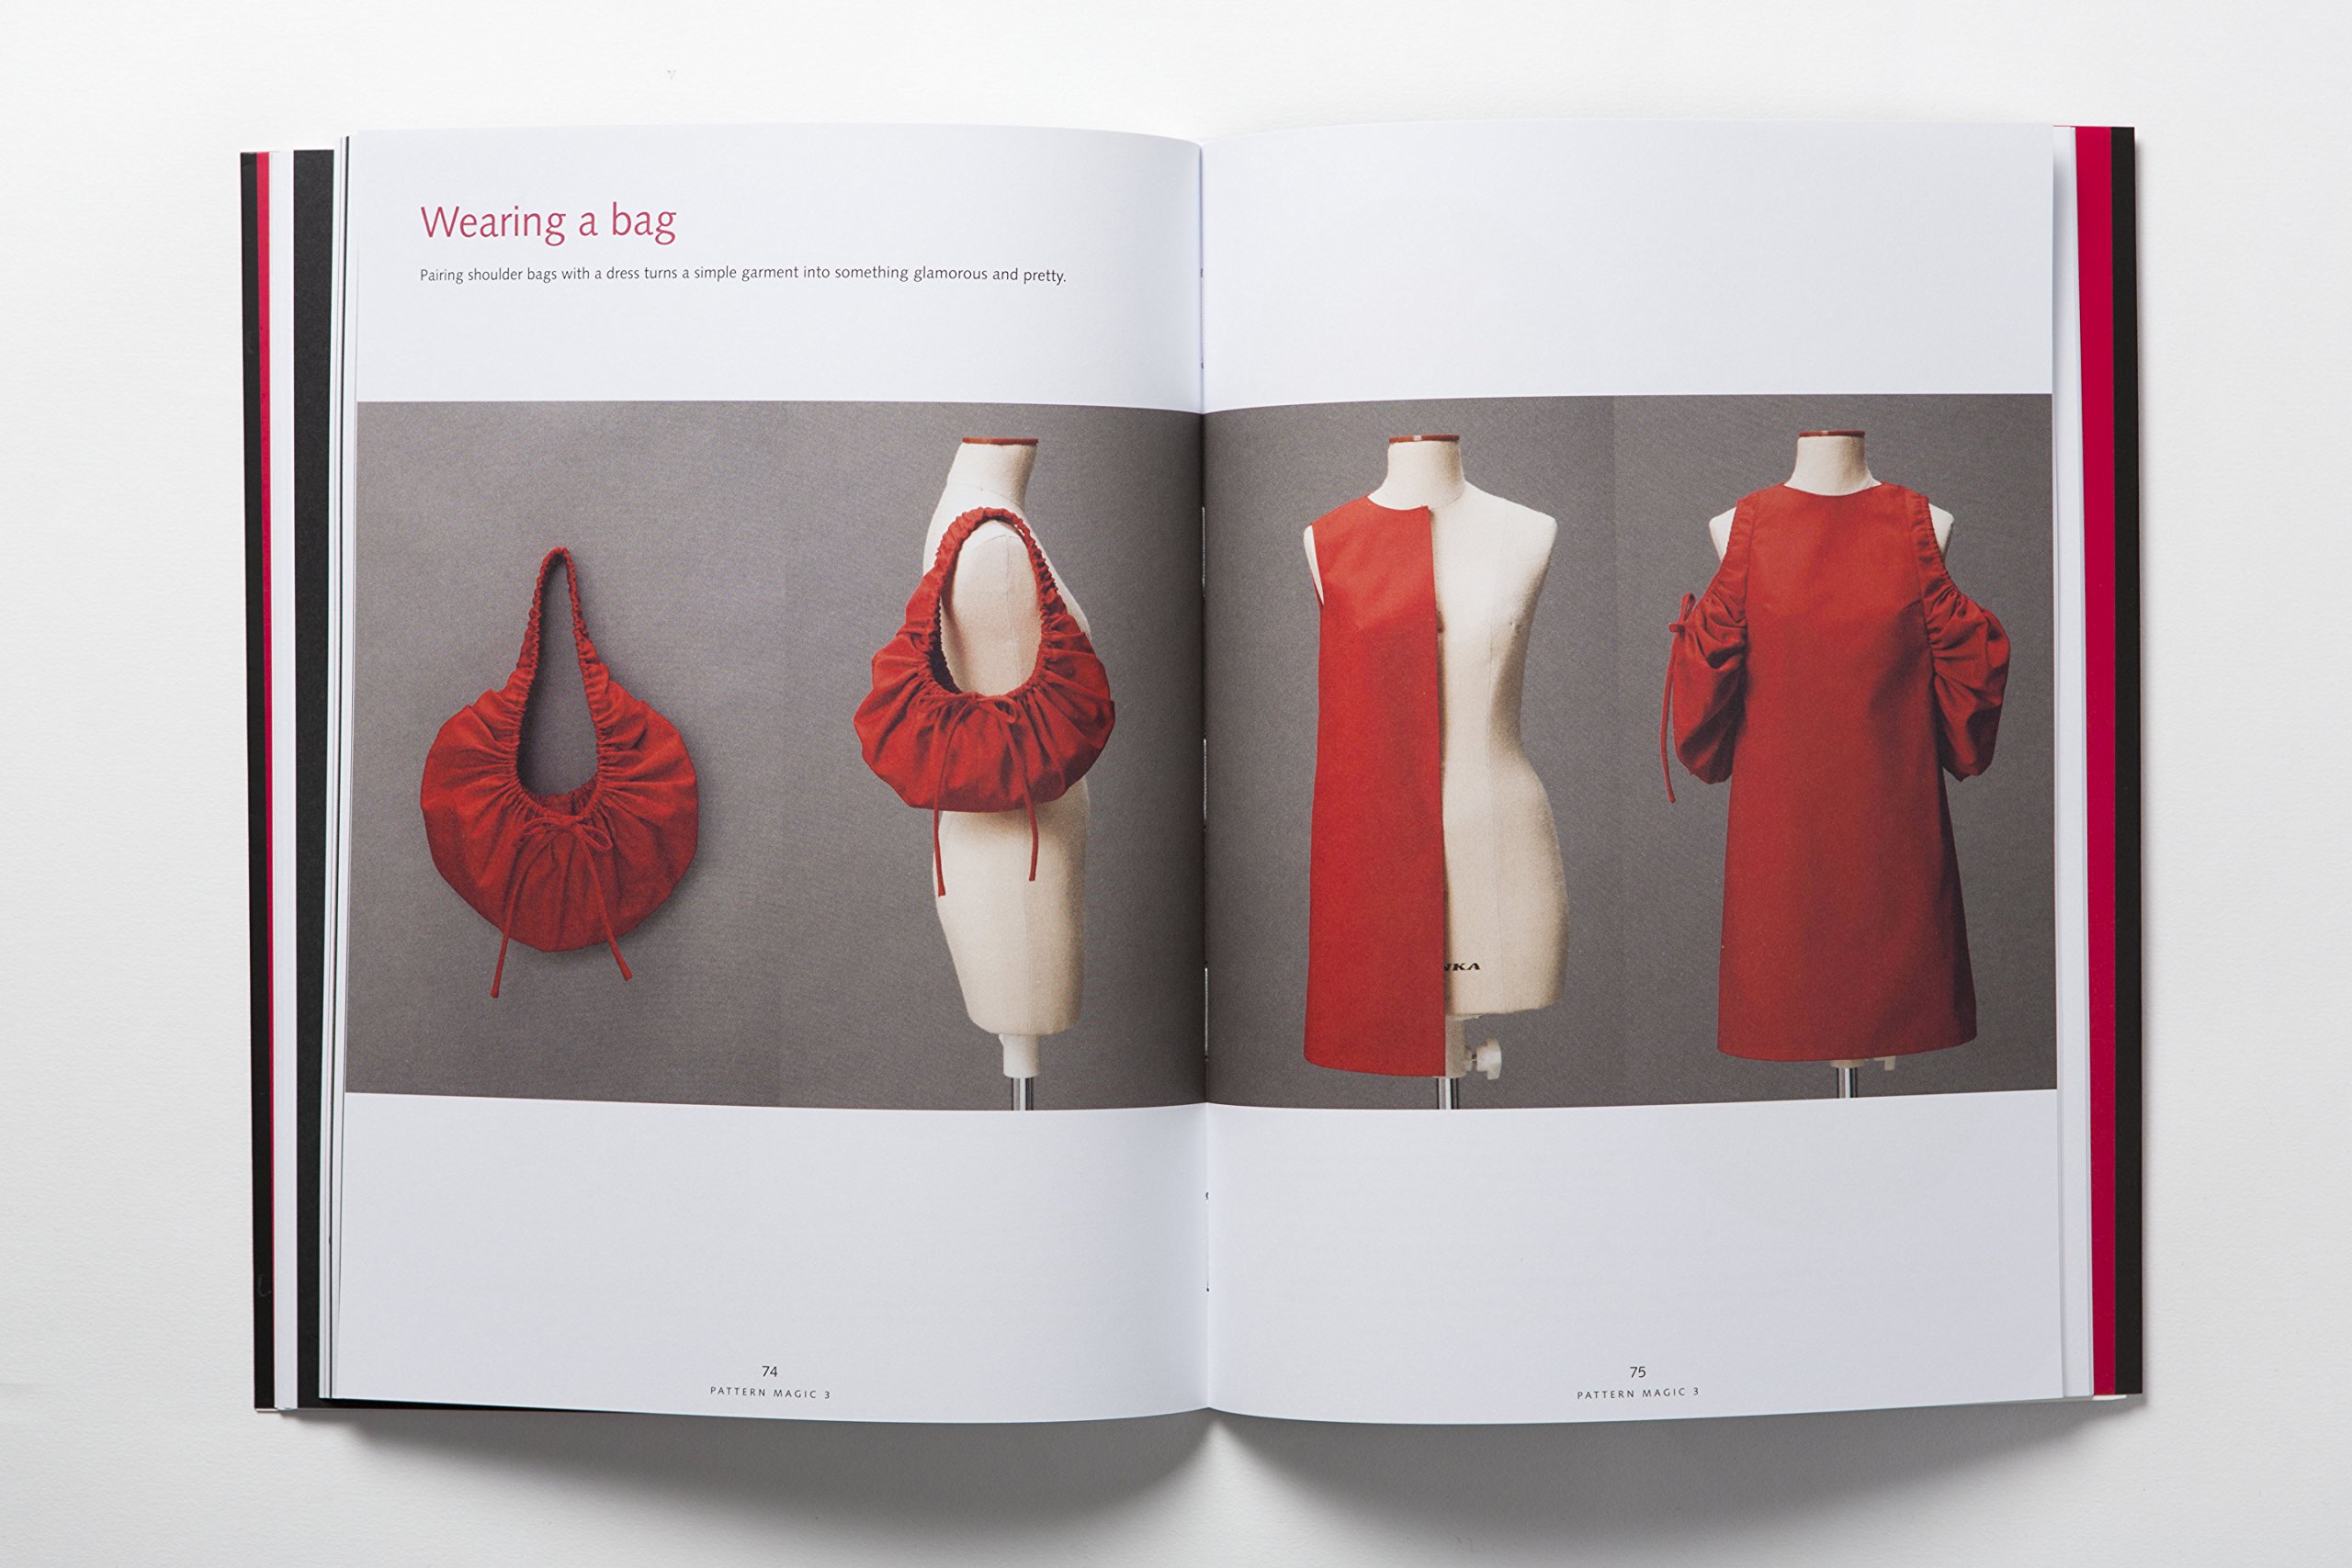 Wearing a bag
Pairing shoulder bags with a dress turns a simple garment into something glamorous and pretty.
74
PATTERN MAGIC 3
75
PATTERN MAGIC 3